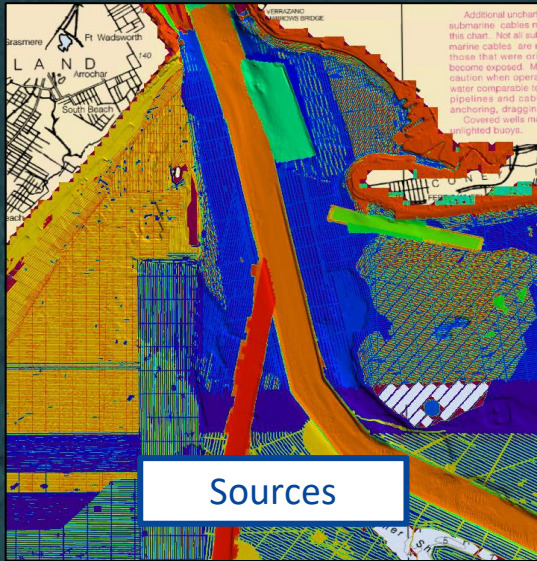 VERRAZANO
NARROWS BRIDGE
Grasmere
Ft Wadsworth
140
L A N D
Arrochar
South Beach
Additional unchar
submarine cables n
this chart. Not all sub
marine cables are
those that were ori
become exposed. M
caution when opera
water comparable to
pipelines and cab
anchoring, draggin
Covered wells ma
unlighted buoys.
Sources